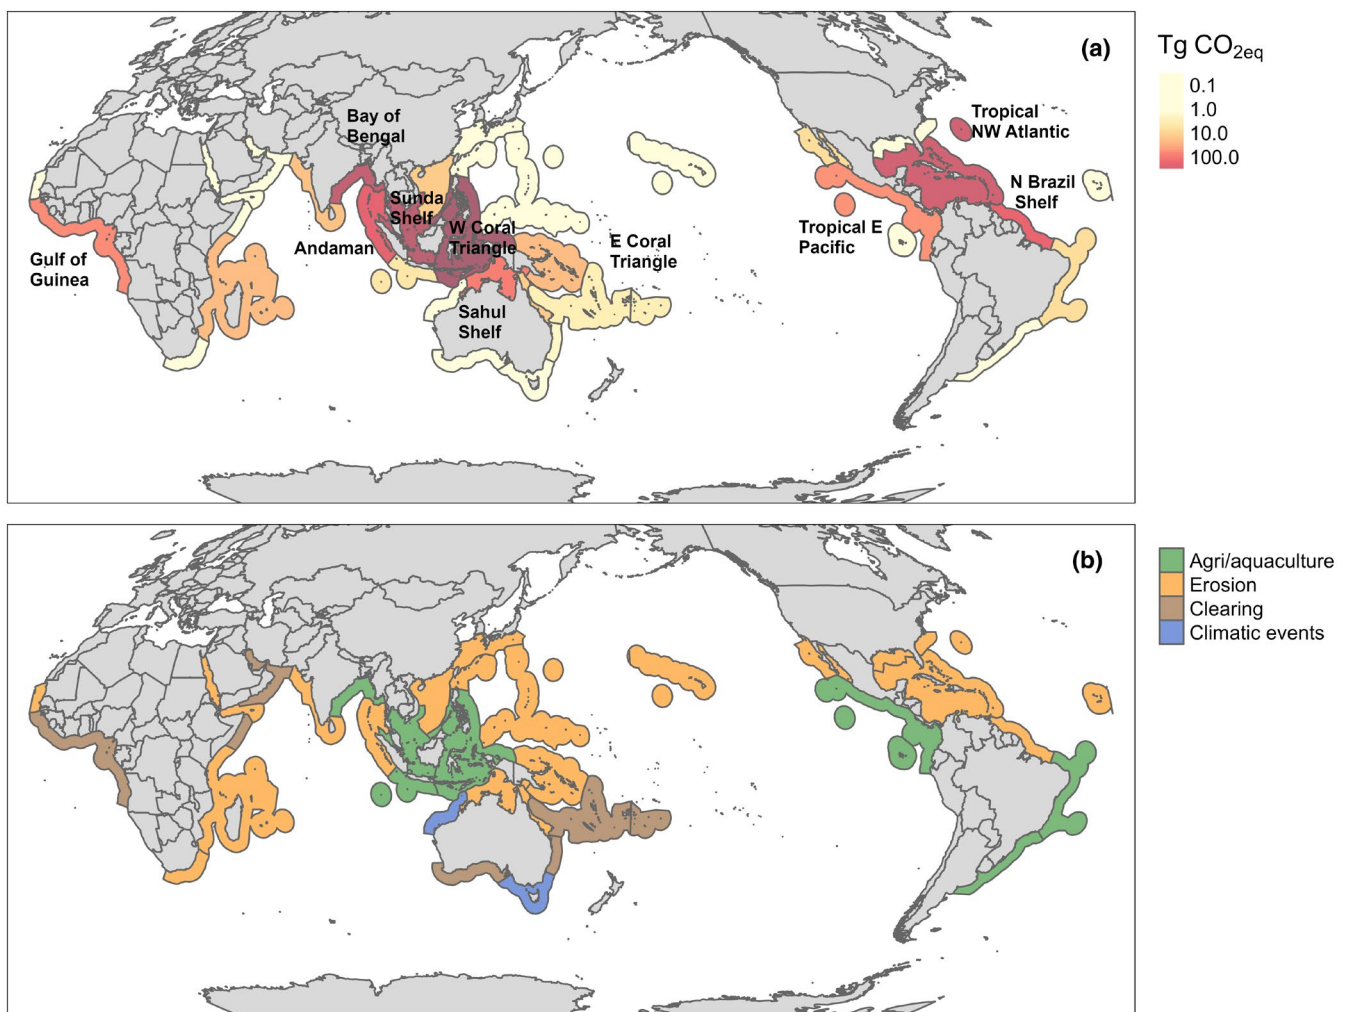 (a)
Tg CO₂eq
0.1
1.0
10.0
100.0
Bay of
Bengal
Tropical
NW Atlantic
Sunda
Shelf
N Brazil
Shelf
W Coral
Triangle
Tropical E
Pacific
Andaman
E Coral
Triangle
Gulf of
Guinea
Sahul
Shelf
(b)
Agri/aquaculture
Erosion
Clearing
Climatic events